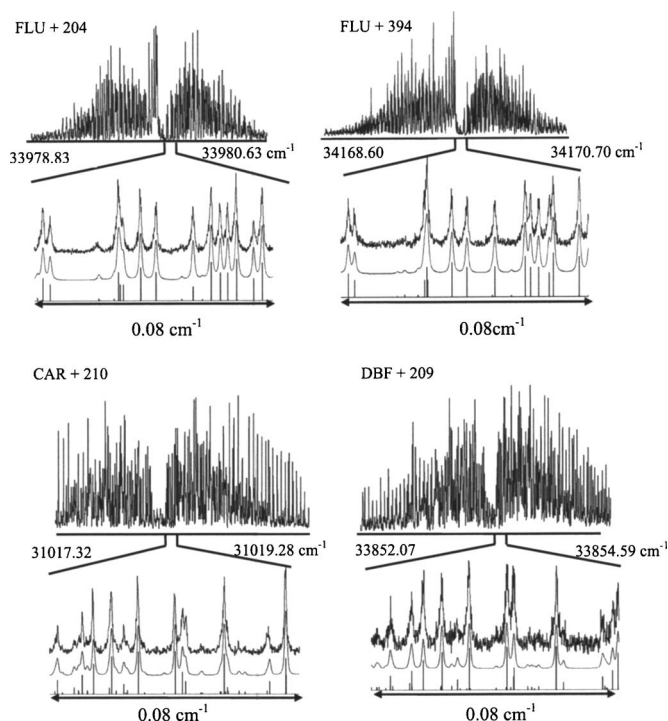 FLU + 204
FLU + 394
33978.83
33980.63 cm⁻¹
34168.60
34170.70 cm⁻¹
0.08 cm⁻¹
0.08cm⁻¹
CAR + 210
DBF + 209
31017.32
31019.28 cm⁻¹
33852.07
33854.59 cm⁻¹
0.08 cm⁻¹
0.08 cm⁻¹